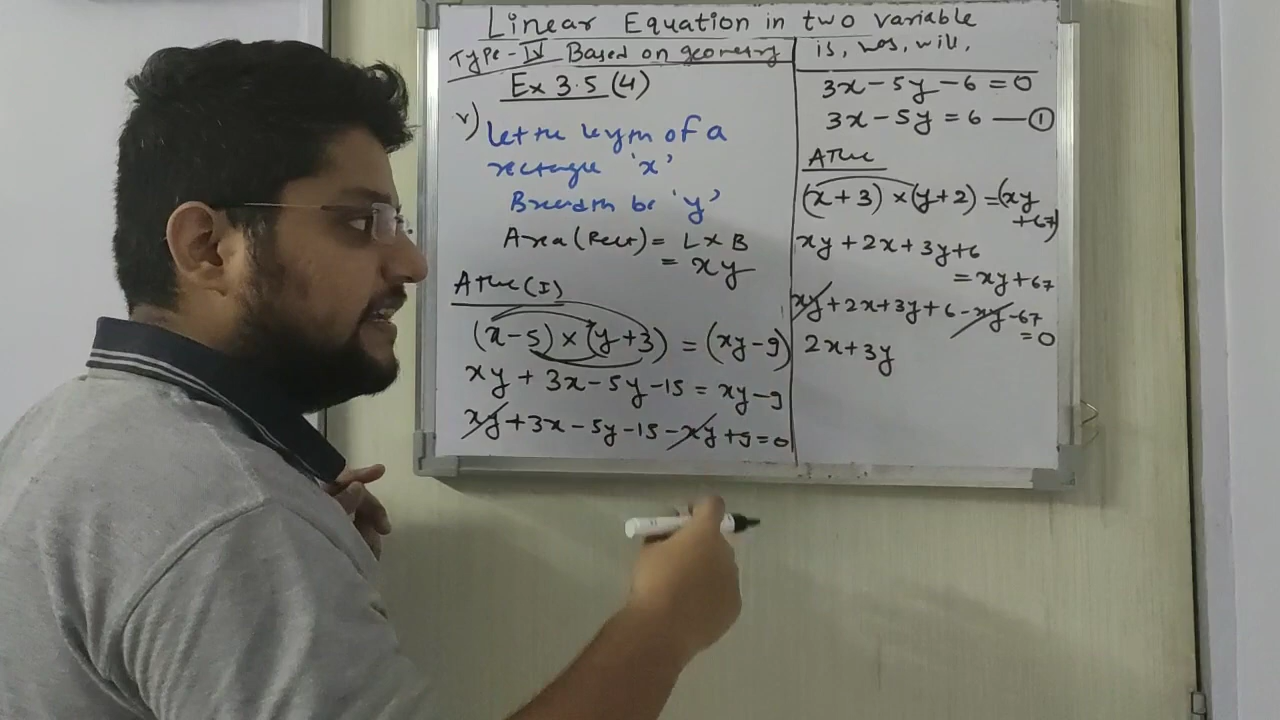 Linear Equation in two variable
Type-IV Based on geometry
Ex 3.5 (4)
v) Let the length of a
rectangle 'x'
Breadth be 'y'
Area (Rect) = L × B
= xy
ATQ (I)
(x-5) × (y+3) = (xy-9)
xy + 3x - 5y - 15 = xy - 9
xy + 3x - 5y - 15 - xy + 9 = 0
is, was, will,
3x - 5y - 6 = 0
3x - 5y = 6 — ①
ATQ
(x+3) × (y+2) = (xy
+67)
xy + 2x + 3y + 6
= xy + 67
xy + 2x + 3y + 6 - xy - 67
= 0
2x + 3y